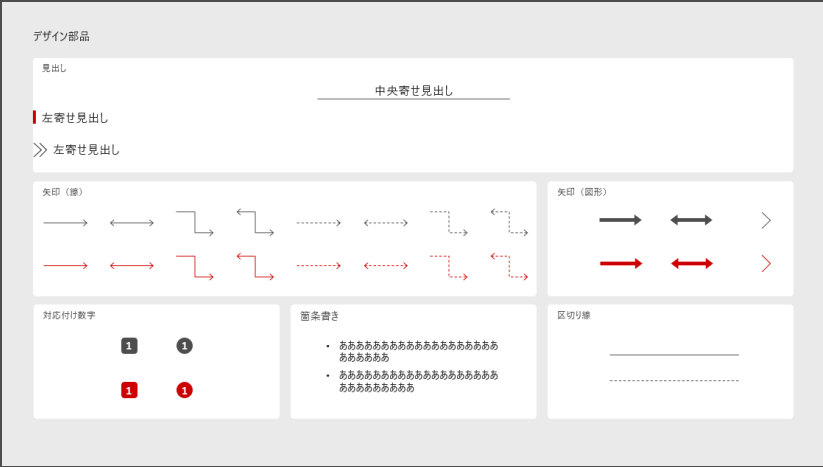 デザイン部品
見出し
中央寄せ見出し
左寄せ見出し
左寄せ見出し
矢印（線）
矢印（図形）
対応付け数字
1
1
1
1
箇条書き
• ああああああああああああああああああ
ああああああ
• ああああああああああああああああああ
あああああああああ
区切り線